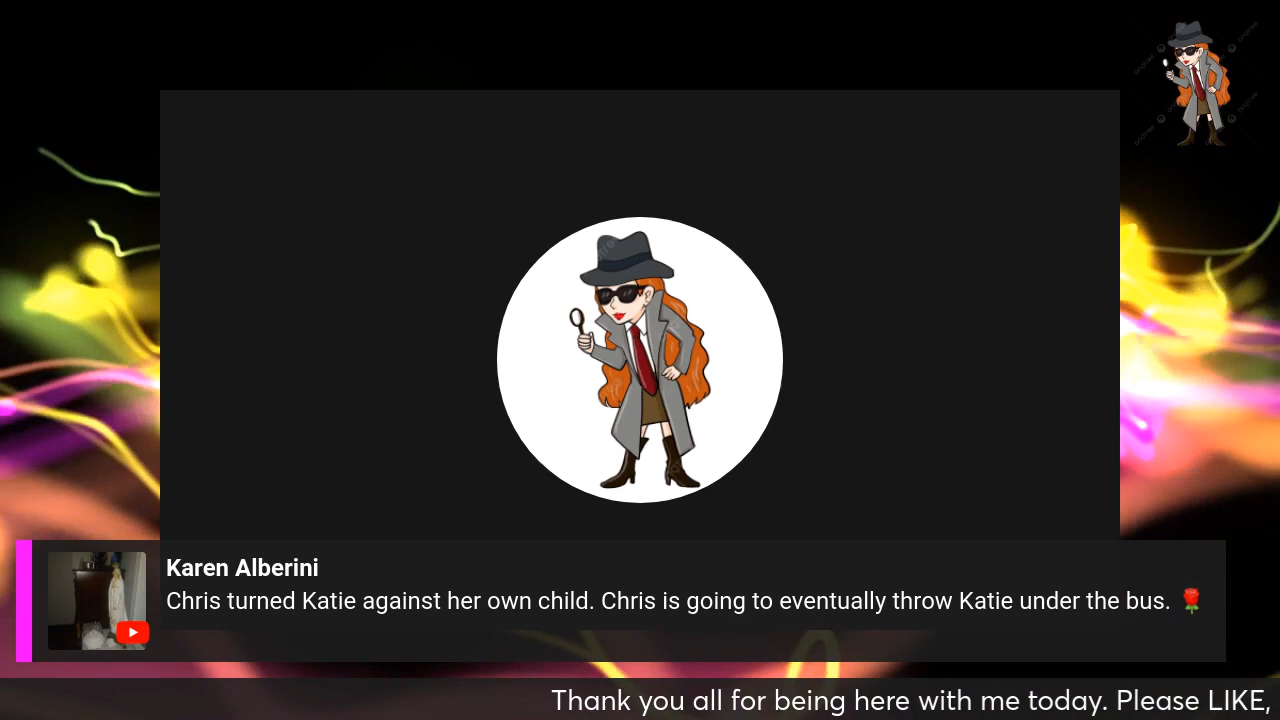 Karen Alberini
Chris turned Katie against her own child. Chris is going to eventually throw Katie under the bus. 🌹
Thank you all for being here with me today. Please LIKE,